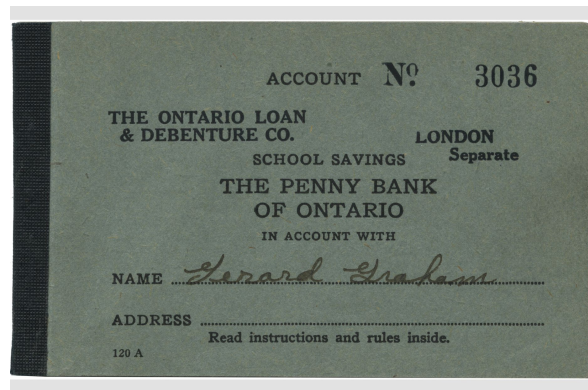 ACCOUNT No. 3036
THE ONTARIO LOAN
& DEBENTURE CO.
LONDON
Separate
SCHOOL SAVINGS
THE PENNY BANK
OF ONTARIO
IN ACCOUNT WITH
NAME Gerard Graham
ADDRESS
Read instructions and rules inside.
120 A